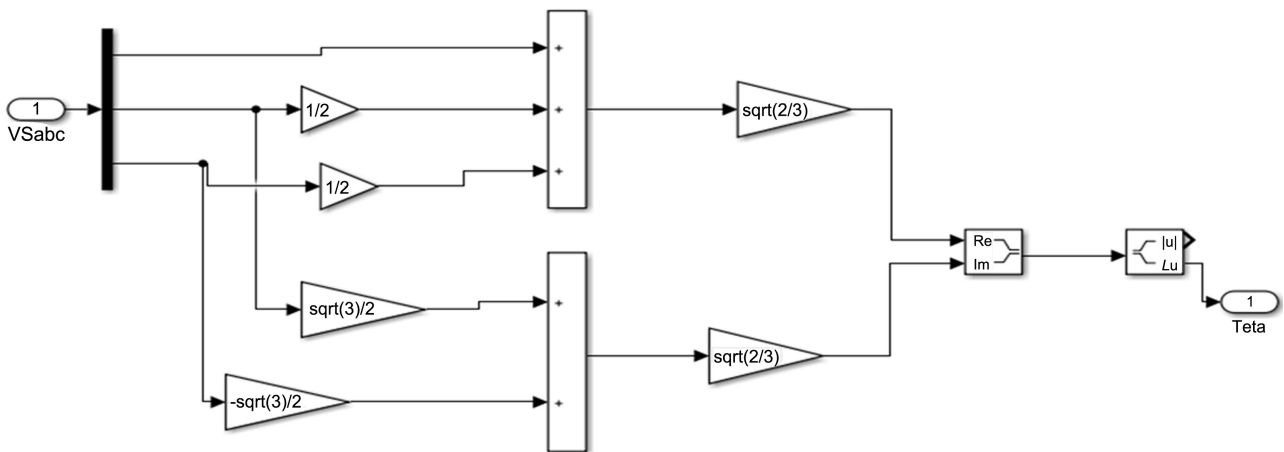 1
VSabc
1/2
1/2
sqrt(3)/2
-sqrt(3)/2
+
+
+
+
+
sqrt(2/3)
sqrt(2/3)
Re
Im
|u|
Lu
1
Teta